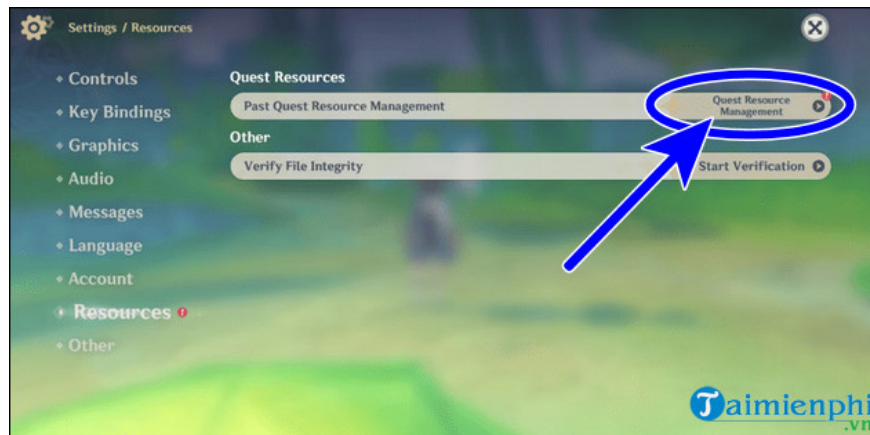 Settings / Resources
Controls
Key Bindings
Graphics
Audio
Messages
Language
Account
Resources
Other
Quest Resources
Past Quest Resource Management
Quest Resource
Management
Other
Verify File Integrity
Start Verification
Taimienphi
.vn